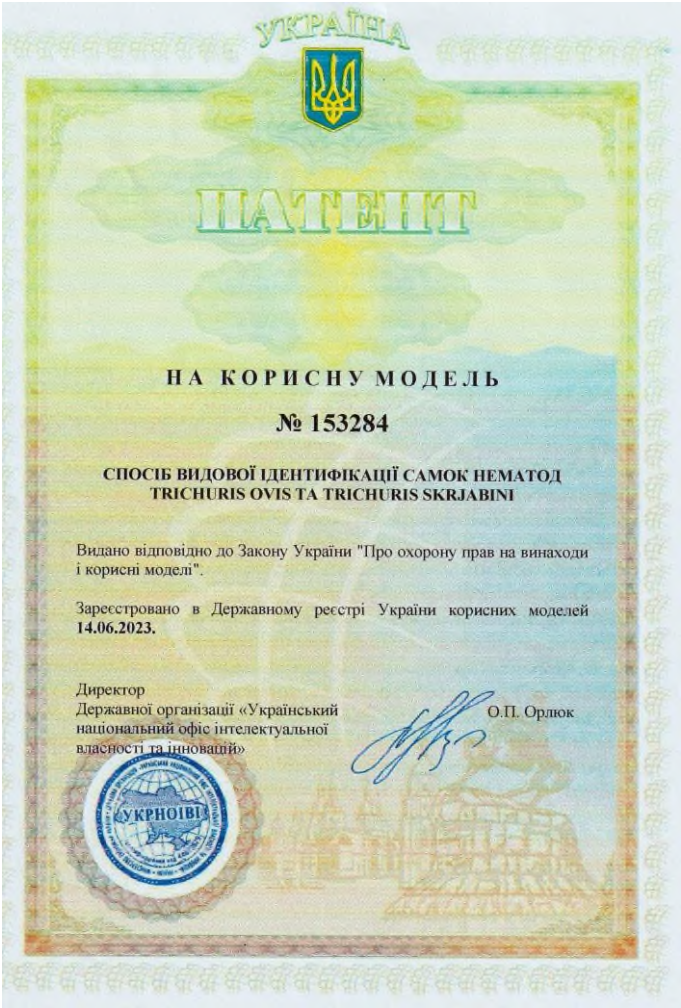 УКРАЇНА
ПАТЕНТ
НА КОРИСНУ МОДЕЛЬ
№ 153284
СПОСІБ ВИДОВОЇ ІДЕНТИФІКАЦІЇ САМОК НЕМАТОД
TRICHURIS OVIS ТА TRICHURIS SKRJABINI
Видано відповідно до Закону України "Про охорону прав на винаходи
і корисні моделі".
Зареєстровано в Державному реєстрі України корисних моделей
14.06.2023.
Директор
Державної організації «Український
національний офіс інтелектуальної
власності та інновацій»
О.П. Орлюк
УКРНОІВІ